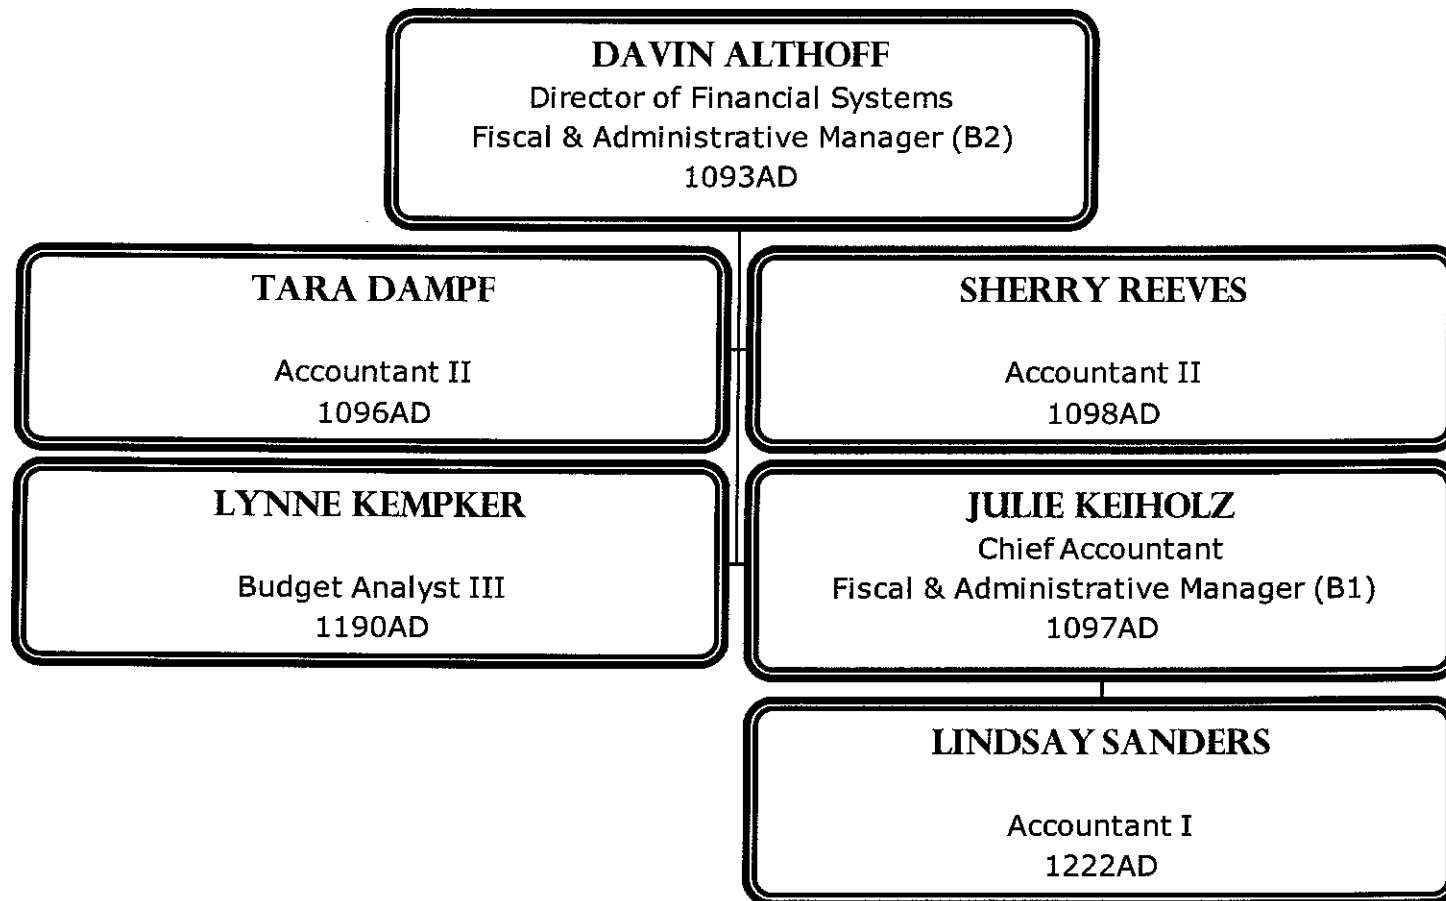 DAVIN ALTHOFF
Director of Financial Systems
Fiscal & Administrative Manager (B2)
1093AD
TARA DAMPF
Accountant II
1096AD
SHERRY REEVES
Accountant II
1098AD
LYNNE KEMPKER
Budget Analyst III
1190AD
JULIE KEIHOLZ
Chief Accountant
Fiscal & Administrative Manager (B1)
1097AD
LINDSAY SANDERS
Accountant I
1222AD